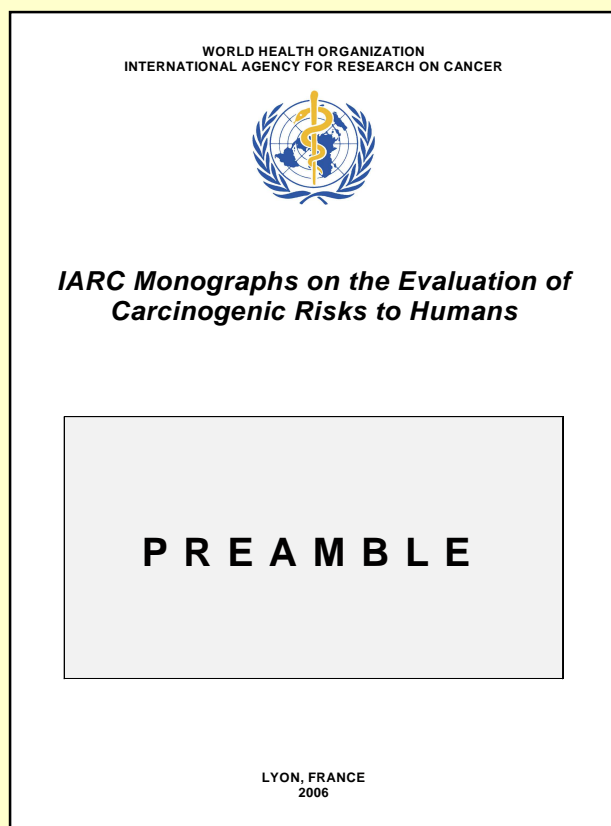 WORLD HEALTH ORGANIZATION
INTERNATIONAL AGENCY FOR RESEARCH ON CANCER
IARC Monographs on the Evaluation of
Carcinogenic Risks to Humans
P R E A M B L E
LYON, FRANCE
2006